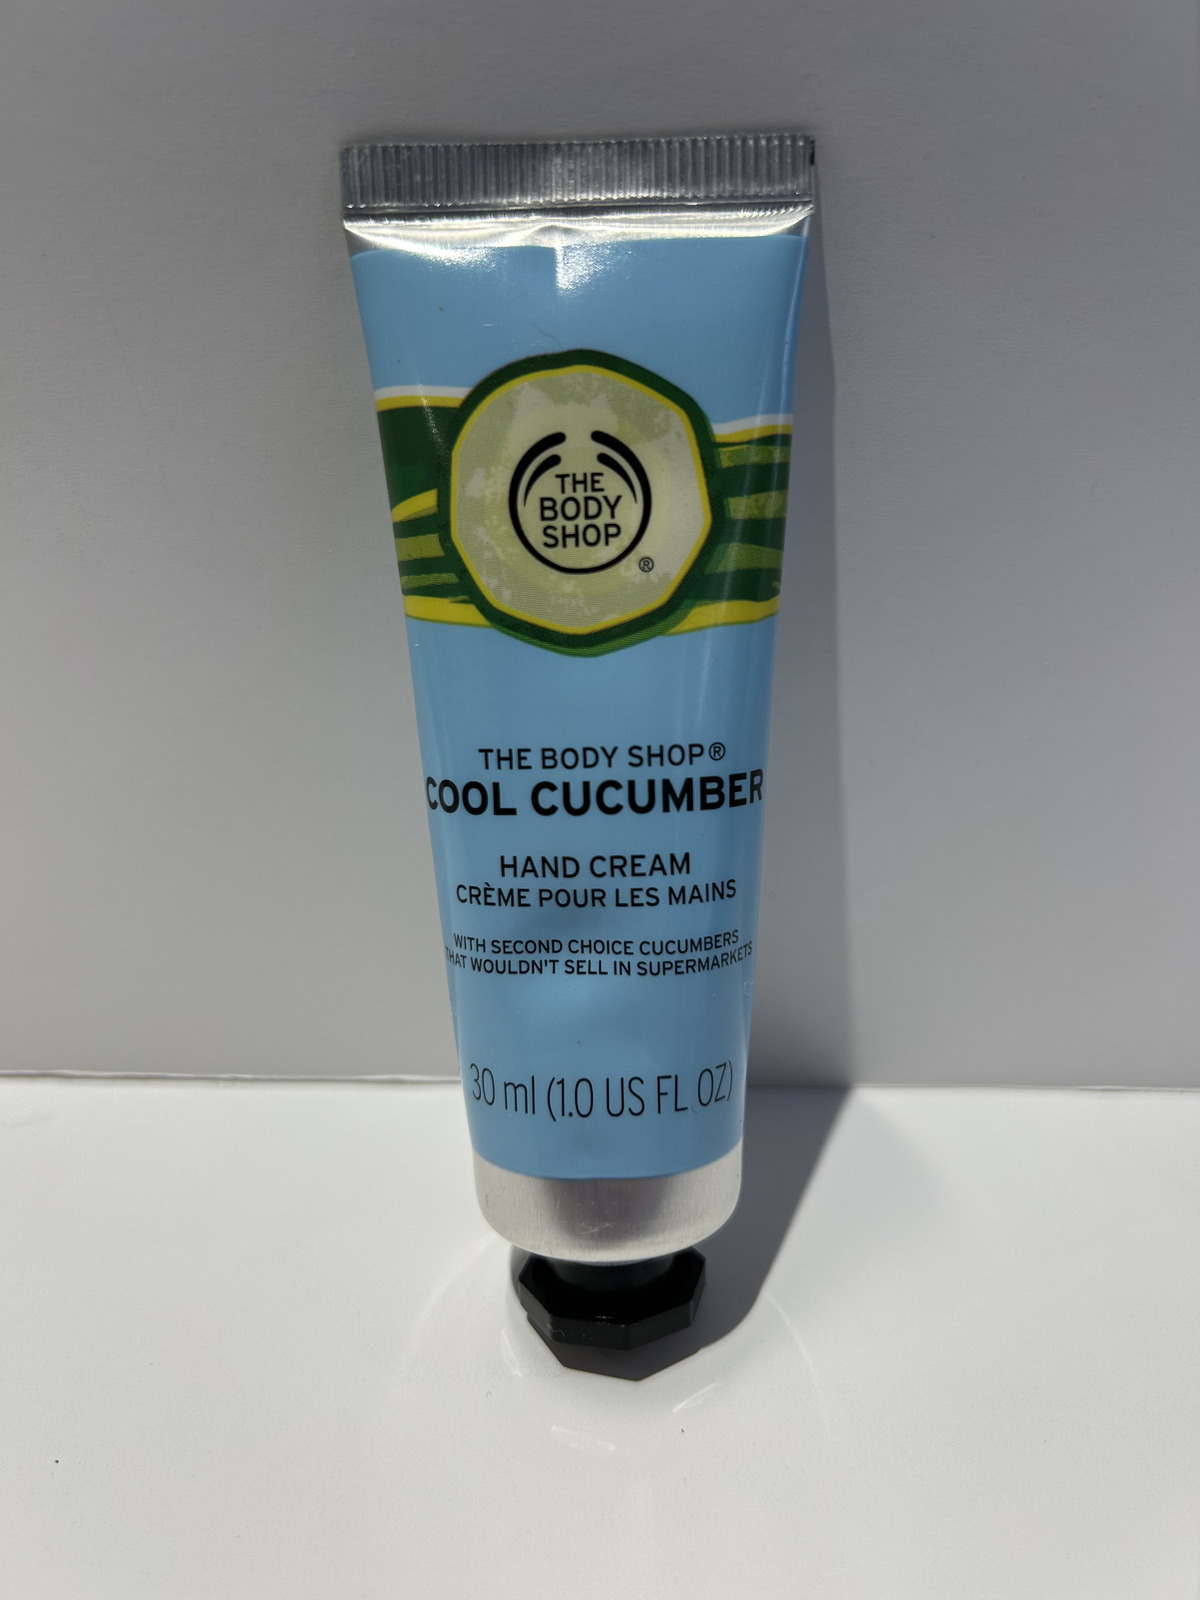 THE
BODY
SHOP
®
THE BODY SHOP®
COOL CUCUMBER
HAND CREAM
CRÈME POUR LES MAINS
WITH SECOND CHOICE CUCUMBERS
THAT WOULDN'T SELL IN SUPERMARKETS
30 ml (1.0 US FL OZ)